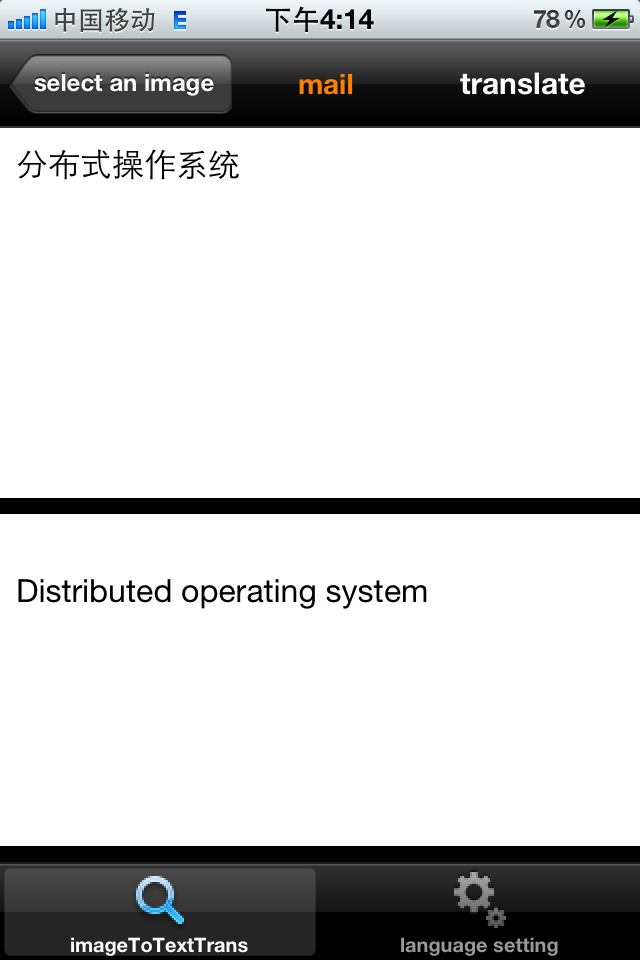 中国移动 E 下午4:14 78%
select an image mail translate
分布式操作系统
Distributed operating system
imageToTextTrans language setting